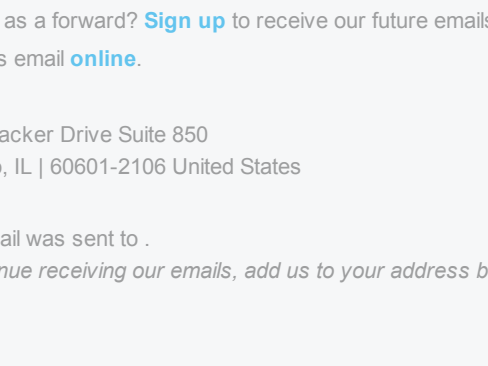 as a forward? Sign up to receive our future emails
s email online.
acker Drive Suite 850
, IL | 60601-2106 United States
ail was sent to .
nue receiving our emails, add us to your address b